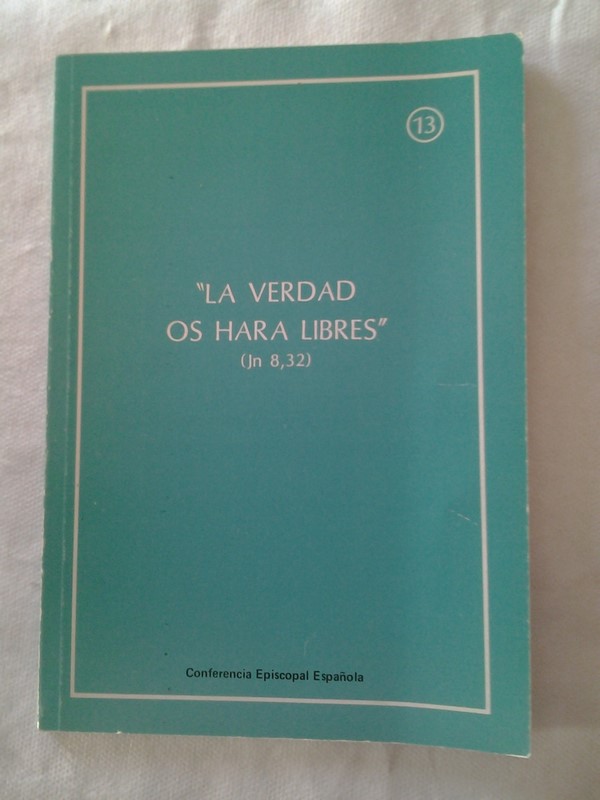 13
"LA VERDAD
OS HARA LIBRES"
(Jn 8,32)
Conferencia Episcopal Española